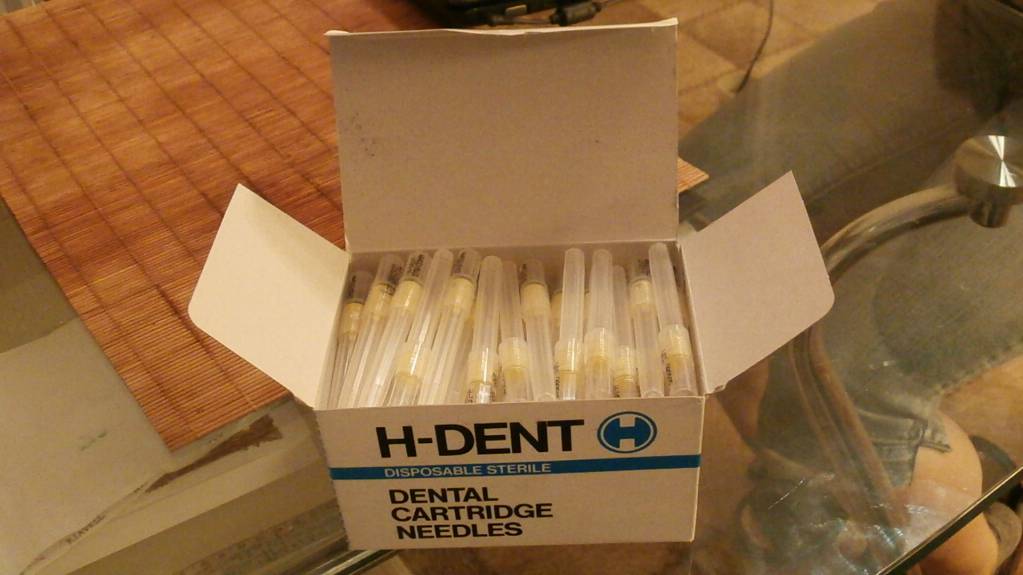 H-DENT H
DISPOSABLE STERILE
DENTAL
CARTRIDGE
NEEDLES